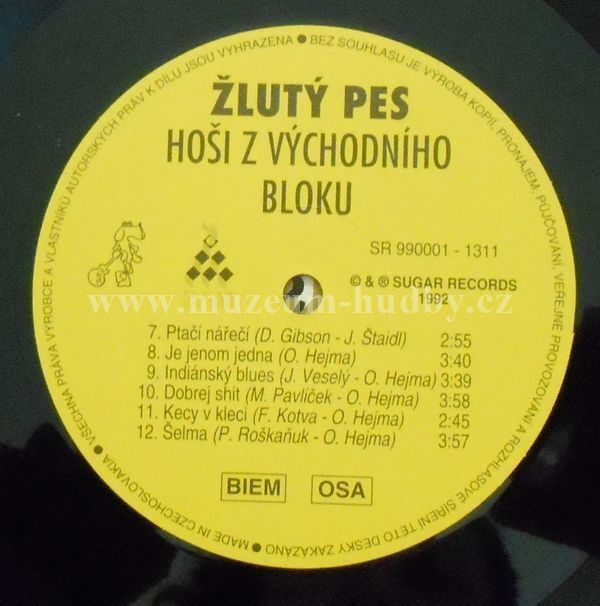 VŠECHNA PRÁVA VÝROBCE A VLASTNÍKŮ AUTORSKÝCH PRÁV K DÍLU JSOU VYHRAZENA ● BEZ SOUHLASU JE VÝROBA KOPIÍ, PRONÁJEM, PŮJČOVÁNÍ, VEŘEJNÉ PROVOZOVÁNÍ A ROZHLASOVÉ ŠÍŘENÍ TÉTO DESKY ZAKÁZÁNO ● MADE IN CZECHOSLOVAKIA ●
ŽLUTÝ PES
HOŠI Z VÝCHODNÍHO
BLOKU
SR 990001 - 1311
© & ® SUGAR RECORDS
1992
www.muzeum-hudby.cz
7. Ptačí nářečí (D. Gibson - J. Štaidl) 2:55
8. Je jenom jedna (O. Hejma) 3:40
9. Indiánský blues (J. Veselý - O. Hejma) 3:39
10. Dobrej shit (M. Pavlíček - O. Hejma) 3:58
11. Kecy v kleci (F. Kotva - O. Hejma) 2:45
12. Šelma (P. Roškaňuk - O. Hejma) 3:57
BIEM OSA